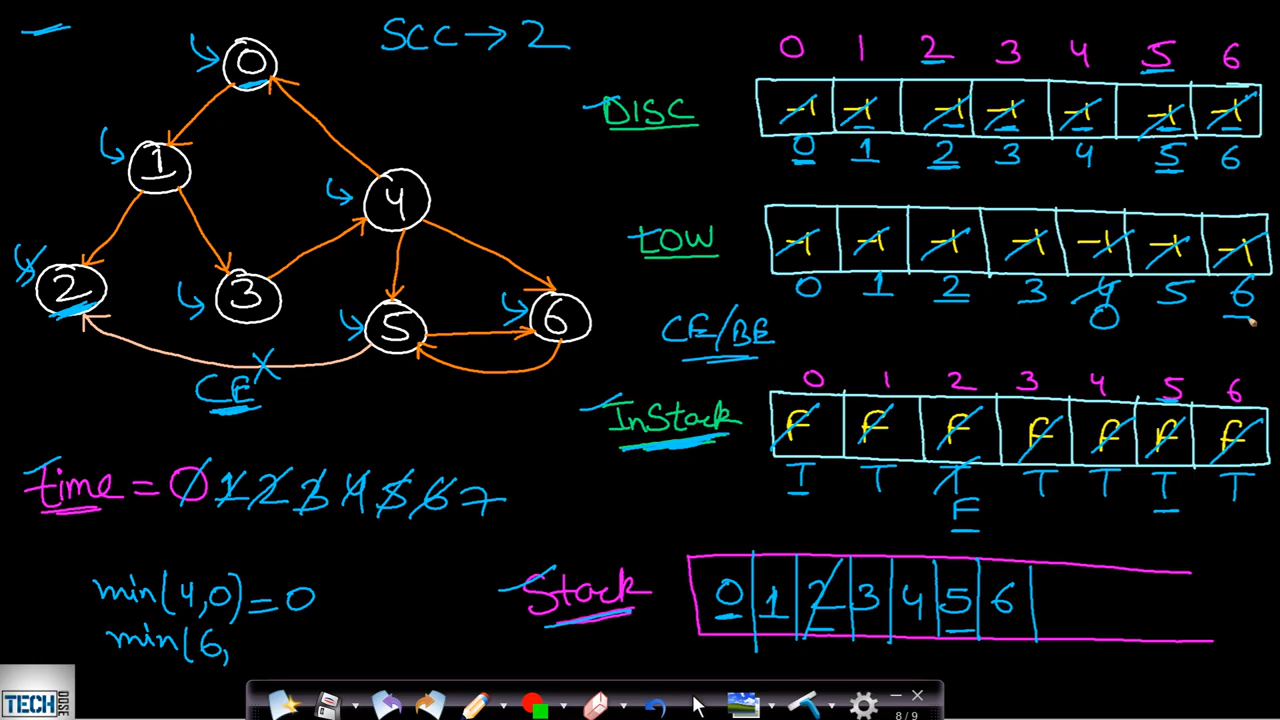 SCC → 2
0
1
4
2
3
5
6
CE
0 1 2 3 4 5 6
DISC -1 -1 -1 -1 -1 -1 -1
0 1 2 3 4 5 6
LOW -1 -1 -1 -1 -1 -1 -1
0 1 2 3 4 5 6
0
CE/BE
0 1 2 3 4 5 6
InStack F F F F F F F
T T T T T T T
F
time = 0 1 2 3 4 5 6 7
min(4,0) = 0
min(6,
Stack 0 1 2 3 4 5 6
TECH DOSE
8/9